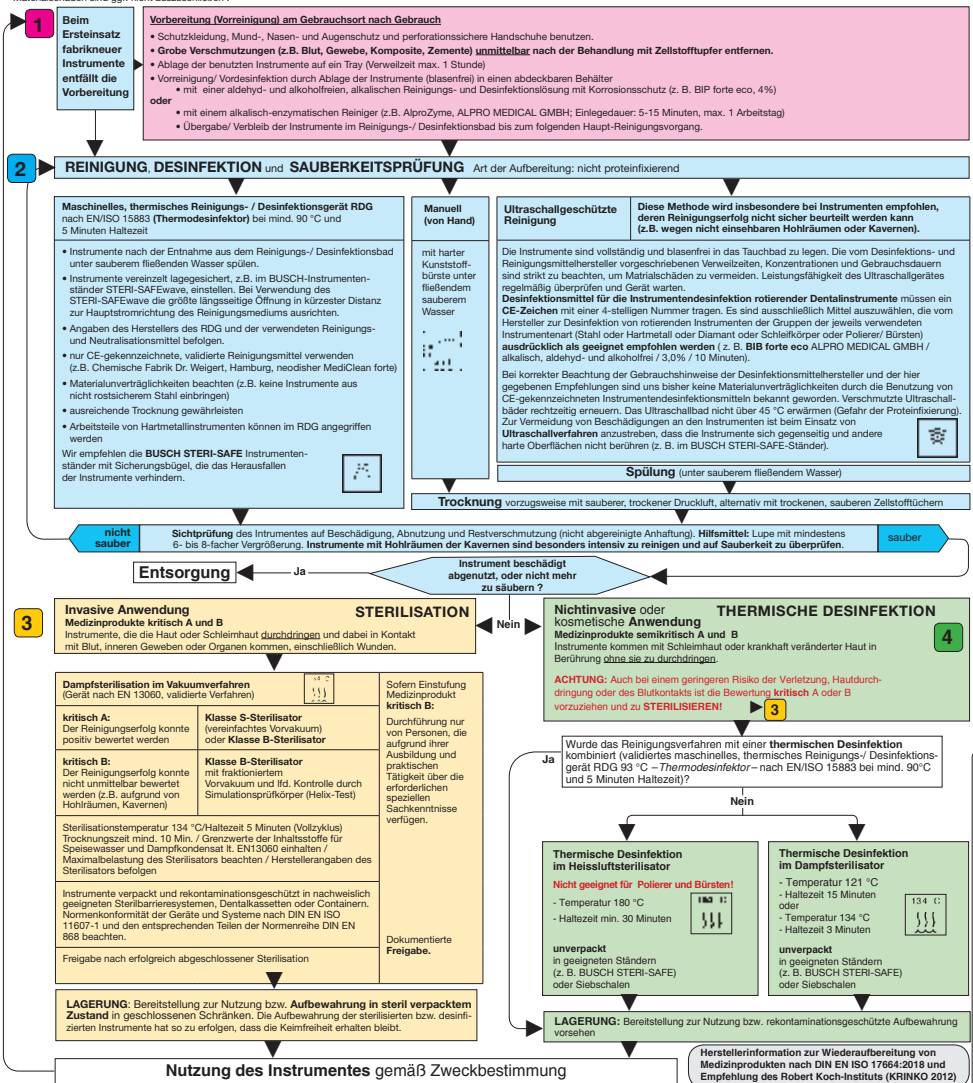 1
Beim
Ersteinsatz
fabrikneuer
Instrumente
entfällt die
Vorbereitung
Vorbereitung (Vorreinigung) am Gebrauchsort nach Gebrauch
• Schutzkleidung, Mund-, Nasen- und Augenschutz und perforationssichere Handschuhe benutzen.
• Grobe Verschmutzungen (z.B. Blut, Gewebe, Komposite, Zemente) unmittelbar nach der Behandlung mit Zellstofftupfer entfernen.
• Ablage der benutzten Instrumente auf ein Tray (Verweilzeit max. 1 Stunde)
• Vorreinigung/ Vordesinfektion durch Ablage der Instrumente (blasenfrei) in einen abdeckbaren Behälter
• mit einer aldehyd- und alkoholfreien, alkalischen Reinigungs- und Desinfektionslösung mit Korrosionsschutz (z. B. BIP forte eco, 4%)
oder
• mit einem alkalisch-enzymatischen Reiniger (z.B. AlproZyme, ALPRO MEDICAL GMBH; Einlegedauer: 5-15 Minuten, max. 1 Arbeitstag)
• Übergabe/ Verbleib der Instrumente im Reinigungs-/ Desinfektionsbad bis zum folgenden Haupt-Reinigungsvorgang.
2
REINIGUNG, DESINFEKTION und SAUBERKEITSPRÜFUNG Art der Aufbereitung: nicht proteinfixierend
Maschinelles, thermisches Reinigungs- / Desinfektionsgerät RDG
nach EN/ISO 15883 (Thermodesinfektor) bei mind. 90 °C und
5 Minuten Haltezeit
• Instrumente nach der Entnahme aus dem Reinigungs-/ Desinfektionsbad
unter sauberem fließenden Wasser spülen.
• Instrumente vereinzelt lagegesichert, z.B. im BUSCH-Instrumenten-
ständer STERI-SAFEwave, einstellen. Bei Verwendung des
STERI-SAFEwave die größte längsseitige Öffnung in kürzester Distanz
zur Hauptstromrichtung des Reinigungsmediums ausrichten.
• Angaben des Herstellers des RDG und der verwendeten Reinigungs-
und Neutralisationsmittel befolgen.
• nur CE-gekennzeichnete, validierte Reinigungsmittel verwenden
(z.B. Chemische Fabrik Dr. Weigert, Hamburg, neodisher MediClean forte)
• Materialunverträglichkeiten beachten (z.B. keine Instrumente aus
nicht rostsicherem Stahl einbringen)
• ausreichende Trocknung gewährleisten
• Arbeitsteile von Hartmetallinstrumenten können im RDG angegriffen
werden
Wir empfehlen die BUSCH STERI-SAFE Instrumenten-
ständer mit Sicherungsbügel, die das Herausfallen
der Instrumente verhindern.
Manuell
(von Hand)
mit harter
Kunststoff-
bürste unter
fließendem
sauberem
Wasser
Ultraschallgeschützte
Reinigung
Diese Methode wird insbesondere bei Instrumenten empfohlen,
deren Reinigungserfolg nicht sicher beurteilt werden kann
(z.B. wegen nicht einsehbaren Hohlräumen oder Kavernen).
Die Instrumente sind vollständig und blasenfrei in das Tauchbad zu legen. Die vom Desinfektions- und
Reinigungsmittelhersteller vorgeschriebenen Verweilzeiten, Konzentrationen und Gebrauchsdauern
sind strikt zu beachten, um Matrialschäden zu vermeiden. Leistungsfähigkeit des Ultraschallgerätes
regelmäßig überprüfen und Gerät warten.
Desinfektionsmittel für die Instrumentendesinfektion rotierender Dentalinstrumente müssen ein
CE-Zeichen mit einer 4-stelligen Nummer tragen. Es sind ausschließlich Mittel auszuwählen, die vom
Hersteller zur Desinfektion von rotierenden Instrumenten der Gruppen der jeweils verwendeten
Instrumentenart (Stahl oder Hartmetall oder Diamant oder Schleifkörper oder Polierer/ Bürsten)
ausdrücklich als geeignet empfohlen werden ( z. B. BIB forte eco ALPRO MEDICAL GMBH /
alkalisch, aldehyd- und alkoholfrei / 3,0% / 10 Minuten).
Bei korrekter Beachtung der Gebrauchshinweise der Desinfektionsmittelhersteller und der hier
gegebenen Empfehlungen sind uns bisher keine Materialunverträglichkeiten durch die Benutzung von
CE-gekennzeichneten Instrumentendesinfektionsmitteln bekannt geworden. Verschmutzte Ultraschall-
bäder rechtzeitig erneuern. Das Ultraschallbad nicht über 45 °C erwärmen (Gefahr der Proteinfixierung).
Zur Vermeidung von Beschädigungen an den Instrumenten ist beim Einsatz von
Ultraschallverfahren anzustreben, dass die Instrumente sich gegenseitig und andere
harte Oberflächen nicht berühren (z. B. im BUSCH STERI-SAFE-Ständer).
Spülung (unter sauberem fließendem Wasser)
Trocknung vorzugsweise mit sauberer, trockener Druckluft, alternativ mit trockenen, sauberen Zellstofftüchern
nicht
sauber
Sichtprüfung des Intrumentes auf Beschädigung, Abnutzung und Restverschmutzung (nicht abgereinigte Anhaftung). Hilfsmittel: Lupe mit mindestens
6- bis 8-facher Vergrößerung. Instrumente mit Hohlräumen der Kavernen sind besonders intensiv zu reinigen und auf Sauberkeit zu überprüfen.
sauber
Entsorgung
Ja
Instrument beschädigt
abgenutzt, oder nicht mehr
zu säubern ?
Nein
3
Invasive Anwendung STERILISATION
Medizinprodukte kritisch A und B
Instrumente, die die Haut oder Schleimhaut durchdringen und dabei in Kontakt
mit Blut, inneren Geweben oder Organen kommen, einschließlich Wunden.
Dampfsterilisation im Vakuumverfahren
(Gerät nach EN 13060, validierte Verfahren)
kritisch A:
Der Reinigungserfolg konnte
positiv bewertet werden
Klasse S-Sterilisator
(vereinfachtes Vorvakuum)
oder Klasse B-Sterilisator
kritisch B:
Der Reinigungserfolg konnte
nicht unmittelbar bewertet
werden (z.B. aufgrund von
Hohlräumen, Kavernen)
Klasse B-Sterilisator
mit fraktioniertem
Vorvakuum und lfd. Kontrolle durch
Simulationsprüfkörper (Helix-Test)
Sterilisationstemperatur 134 °C/Haltezeit 5 Minuten (Vollzyklus)
Trocknungszeit mind. 10 Min. / Grenzwerte der Inhaltsstoffe für
Speisewasser und Dampfkondensat lt. EN13060 einhalten /
Maximalbelastung des Sterilisators beachten / Herstellerangaben des
Sterilisators befolgen
Instrumente verpackt und rekontaminationsgeschützt in nachweislich
geeigneten Sterilbarrieresystemen, Dentalkassetten oder Containern.
Normenkonformität der Geräte und Systeme nach DIN EN ISO
11607-1 und den entsprechenden Teilen der Normenreihe DIN EN
868 beachten.
Freigabe nach erfolgreich abgeschlossener Sterilisation
Sofern Einstufung
Medizinprodukt
kritisch B:
Durchführung nur
von Personen, die
aufgrund ihrer
Ausbildung und
praktischen
Tätigkeit über die
erforderlichen
speziellen
Sachkenntnisse
verfügen.
Dokumentierte
Freigabe.
LAGERUNG: Bereitstellung zur Nutzung bzw. Aufbewahrung in steril verpacktem
Zustand in geschlossenen Schränken. Die Aufbewahrung der sterilisierten bzw. desinfi-
zierten Instrumente hat so zu erfolgen, dass die Keimfreiheit erhalten bleibt.
4
Nichtinvasive oder THERMISCHE DESINFEKTION
kosmetische Anwendung
Medizinprodukte semikritisch A und B
Instrumente kommen mit Schleimhaut oder krankhaft veränderter Haut in
Berührung ohne sie zu durchdringen.
ACHTUNG: Auch bei einem geringeren Risiko der Verletzung, Hautdurch-
dringung oder des Blutkontakts ist die Bewertung kritisch A oder B
vorzuziehen und zu STERILISIEREN! 3
Ja
Wurde das Reinigungsverfahren mit einer thermischen Desinfektion
kombiniert (validiertes maschinelles, thermisches Reinigungs-/ Desinfektions-
gerät RDG 93 °C –Thermodesinfektor– nach EN/ISO 15883 bei mind. 90°C
und 5 Minuten Haltezeit)?
Nein
Thermische Desinfektion
im Heissluftsterilisator
Nicht geeignet für Polierer und Bürsten!
- Temperatur 180 °C
- Haltezeit min. 30 Minuten
unverpackt
in geeigneten Ständern
(z. B. BUSCH STERI-SAFE)
oder Siebschalen
Thermische Desinfektion
im Dampfsterilisator
- Temperatur 121 °C
- Haltezeit 15 Minuten
oder
- Temperatur 134 °C
- Haltezeit 3 Minuten
134 C
unverpackt
in geeigneten Ständern
(z. B. BUSCH STERI-SAFE)
oder Siebschalen
LAGERUNG: Bereitstellung zur Nutzung bzw. rekontaminationsgeschützte Aufbewahrung
vorsehen
Nutzung des Instrumentes gemäß Zweckbestimmung
Herstellerinformation zur Wiederaufbereitung von
Medizinprodukten nach DIN EN ISO 17664:2018 und
Empfehlung des Robert Koch-Instituts (KRINKO 2012)